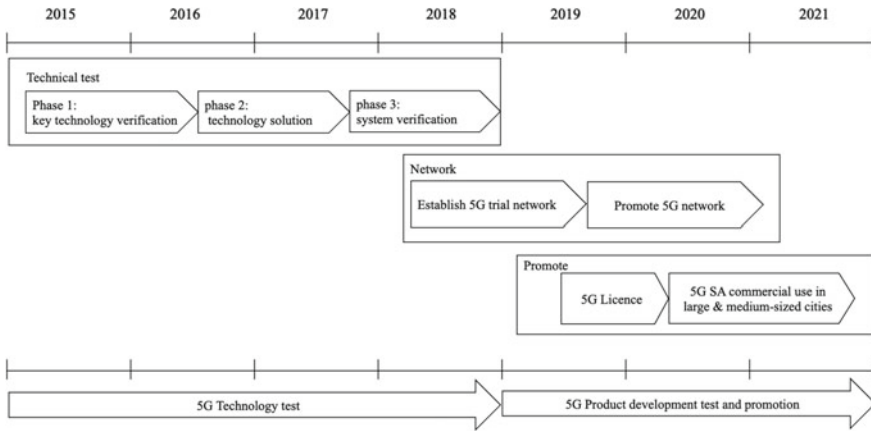 2015 2016 2017 2018 2019 2020 2021
Technical test
Phase 1:
key technology verification
phase 2:
technology solution
phase 3:
system verification
Network
Establish 5G trial network
Promote 5G network
Promote
5G Licence
5G SA commercial use in
large & medium-sized cities
5G Technology test
5G Product development test and promotion